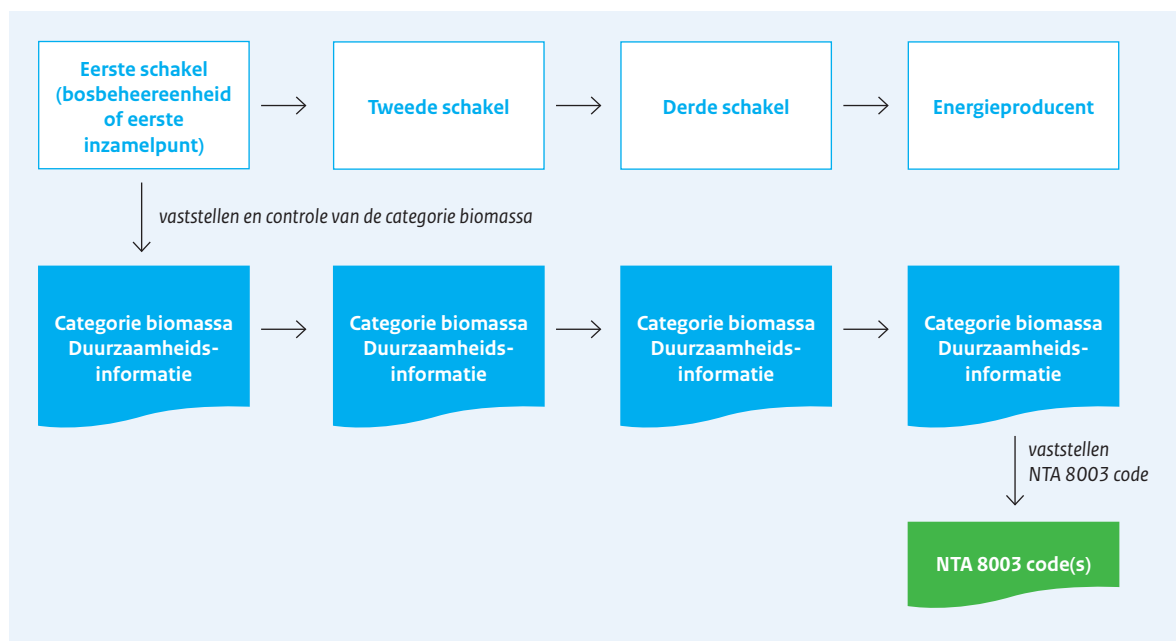 Eerste schakel
(bosbeheereenheid
of eerste
inzamelpunt)
Tweede schakel
Derde schakel
Energieproducent
vaststellen en controle van de categorie biomassa
Categorie biomassa
Duurzaamheids-
informatie
Categorie biomassa
Duurzaamheids-
informatie
Categorie biomassa
Duurzaamheids-
informatie
Categorie biomassa
Duurzaamheids-
informatie
vaststellen
NTA 8003 code
NTA 8003 code(s)